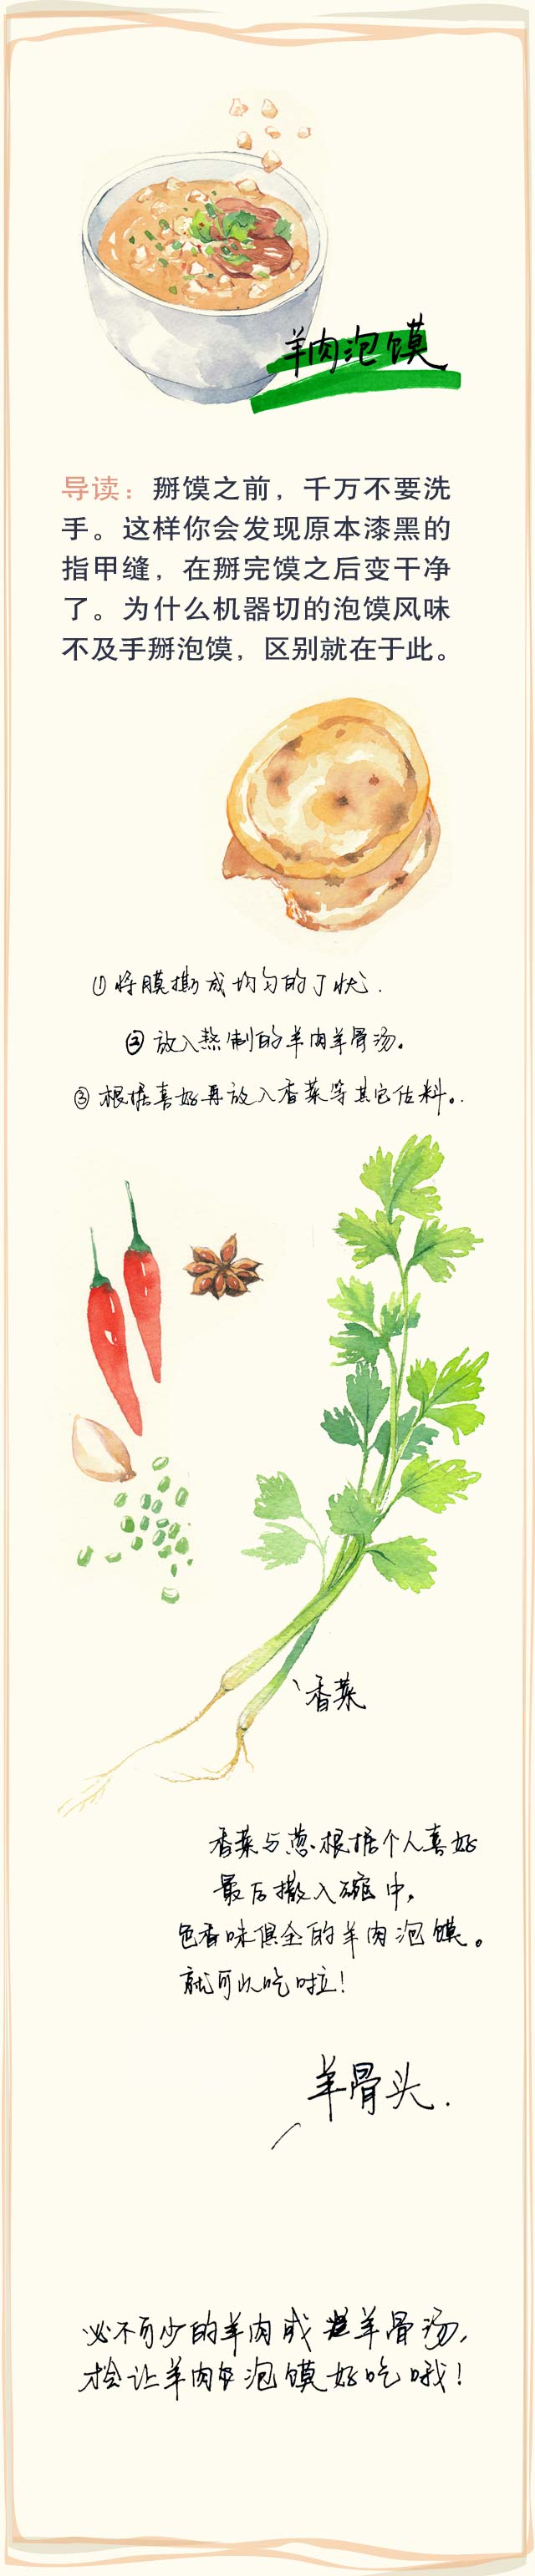 羊肉泡馍
导读：掰馍之前，千万不要洗
手。这样你会发现原本漆黑的
指甲缝，在掰完馍之后变干净
了。为什么机器切的泡馍风味
不及手掰泡馍，区别就在于此。
①将膜撕成均匀的丁状.
②放入熬制的羊肉羊骨汤。
③根据喜好再放入香菜等其它佐料。
香菜
香菜与葱.根据个人喜好
最后撒入碗中,
色香味俱全的羊肉泡馍。
就可以吃啦！
羊骨头.
必不可少的羊肉或羊骨汤,
才会让羊肉泡馍好吃哦！